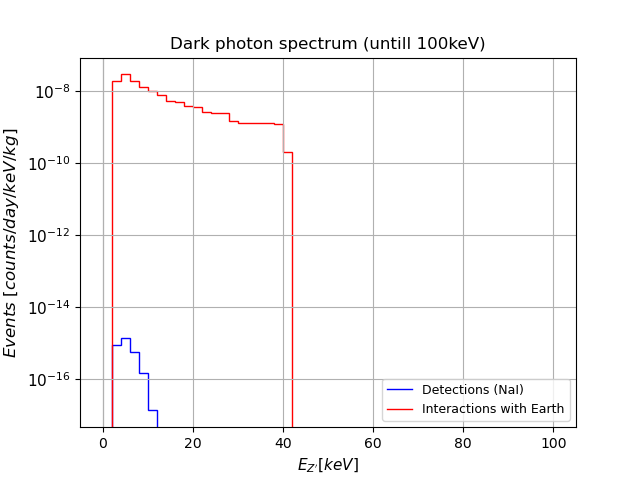 Dark photon spectrum (untill 100keV)
Events [counts/day/keV/kg]
10⁻⁸
10⁻¹⁰
10⁻¹²
10⁻¹⁴
10⁻¹⁶
Detections (NaI)
Interactions with Earth
0 20 40 60 80 100
E_Z' [keV]